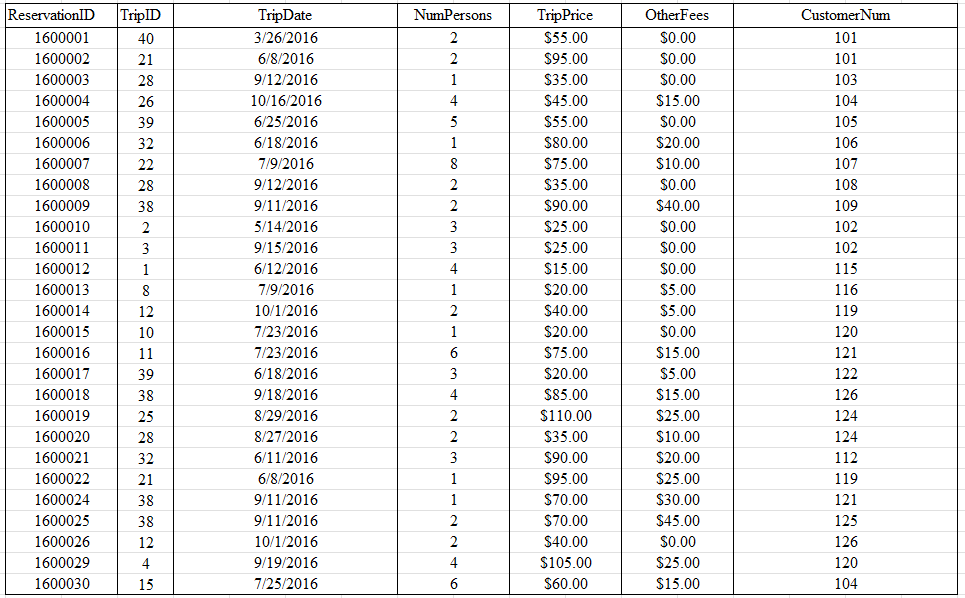 ReservationID TripID TripDate NumPersons TripPrice OtherFees CustomerNum
1600001 40 3/26/2016 2 $55.00 $0.00 101
1600002 21 6/8/2016 2 $95.00 $0.00 101
1600003 28 9/12/2016 1 $35.00 $0.00 103
1600004 26 10/16/2016 4 $45.00 $15.00 104
1600005 39 6/25/2016 5 $55.00 $0.00 105
1600006 32 6/18/2016 1 $80.00 $20.00 106
1600007 22 7/9/2016 8 $75.00 $10.00 107
1600008 28 9/12/2016 2 $35.00 $0.00 108
1600009 38 9/11/2016 2 $90.00 $40.00 109
1600010 2 5/14/2016 3 $25.00 $0.00 102
1600011 3 9/15/2016 3 $25.00 $0.00 102
1600012 1 6/12/2016 4 $15.00 $0.00 115
1600013 8 7/9/2016 1 $20.00 $5.00 116
1600014 12 10/1/2016 2 $40.00 $5.00 119
1600015 10 7/23/2016 1 $20.00 $0.00 120
1600016 11 7/23/2016 6 $75.00 $15.00 121
1600017 39 6/18/2016 3 $20.00 $5.00 122
1600018 38 9/18/2016 4 $85.00 $15.00 126
1600019 25 8/29/2016 2 $110.00 $25.00 124
1600020 28 8/27/2016 2 $35.00 $10.00 124
1600021 32 6/11/2016 3 $90.00 $20.00 112
1600022 21 6/8/2016 1 $95.00 $25.00 119
1600024 38 9/11/2016 1 $70.00 $30.00 121
1600025 38 9/11/2016 2 $70.00 $45.00 125
1600026 12 10/1/2016 2 $40.00 $0.00 126
1600029 4 9/19/2016 4 $105.00 $25.00 120
1600030 15 7/25/2016 6 $60.00 $15.00 104